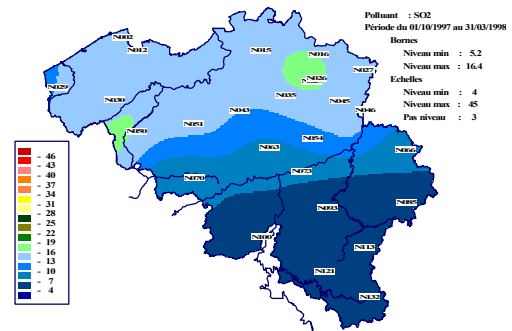 Polluant : SO2
Période du 01/10/1997 au 31/03/1998
Bornes
Niveau min : 5.2
Niveau max : 16.4
Echelles
Niveau min : 4
Niveau max : 45
Pas niveau : 3
N002
N012
N015
N016
N026
N027
N029
N030
N035
N045
N046
N043
N051
N050
N054
N063
N066
N073
N070
N085
N093
N100
N113
N121
N132
46
43
40
37
34
31
28
25
22
19
16
13
10
7
4